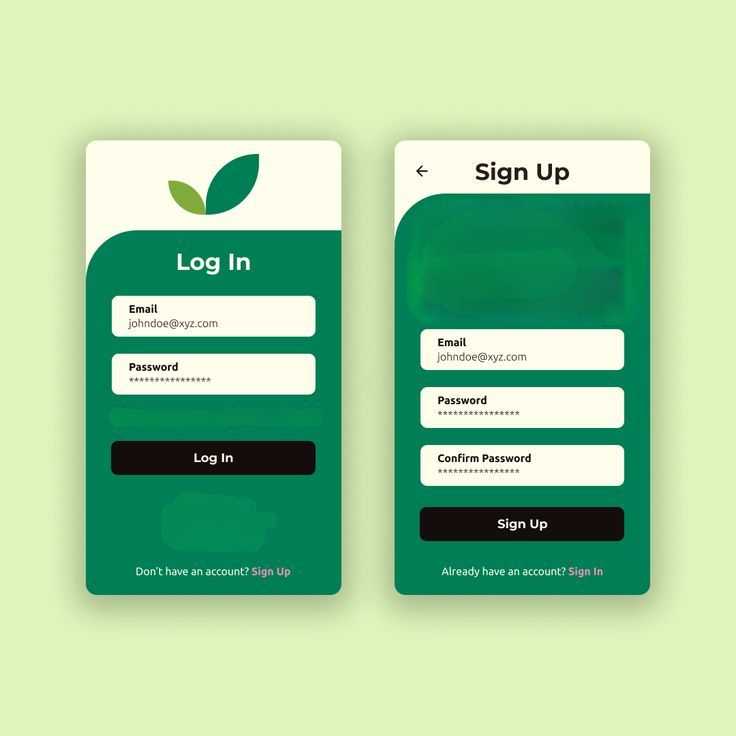 Log In
Email
johndoe@xyz.com
Password
****************
Log In
Don't have an account? Sign Up
Sign Up
Email
johndoe@xyz.com
Password
****************
Confirm Password
****************
Sign Up
Already have an account? Sign In